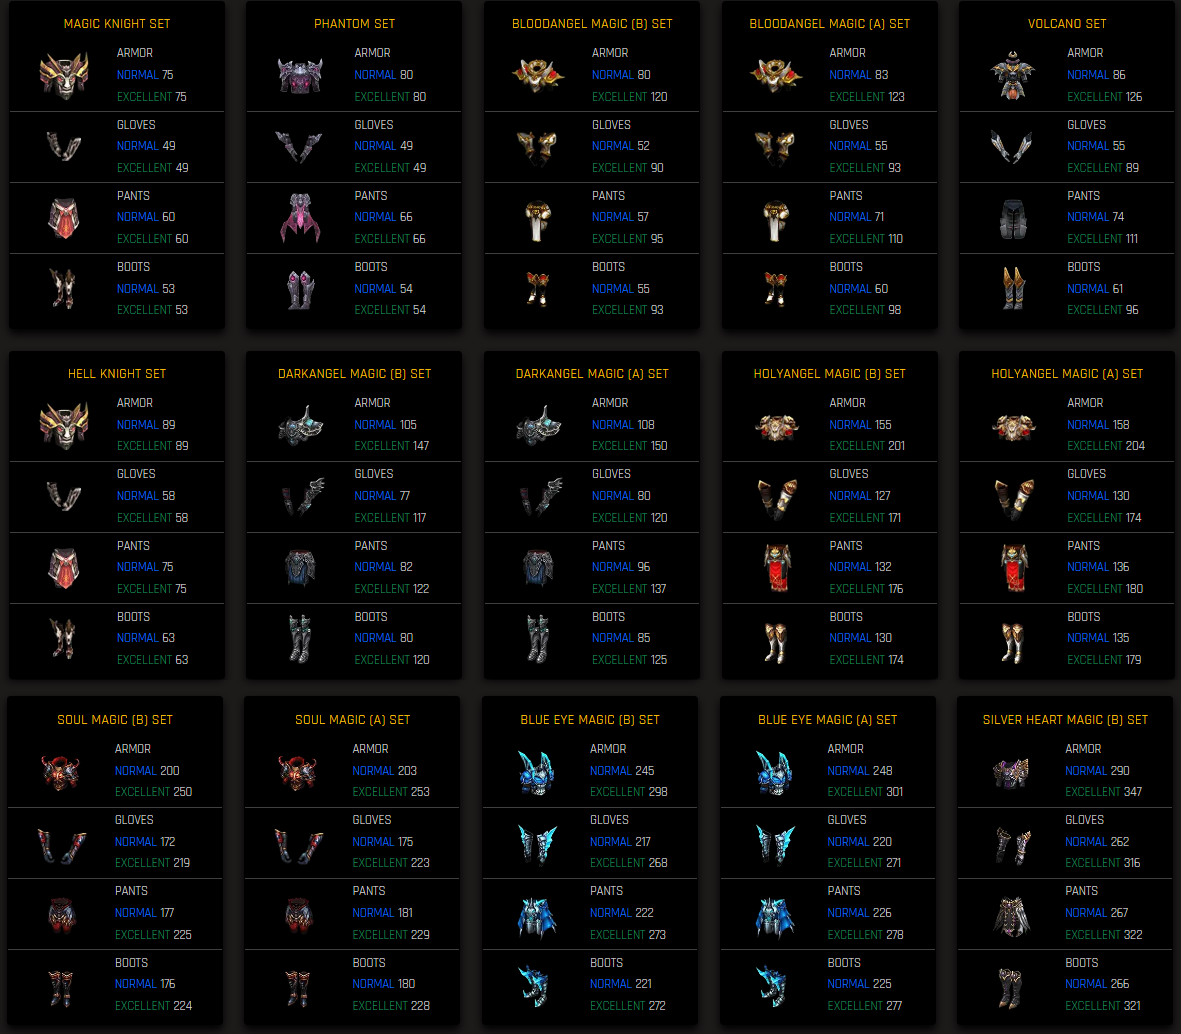 MAGIC KNIGHT SET
ARMOR
NORMAL 75
EXCELLENT 75
GLOVES
NORMAL 49
EXCELLENT 49
PANTS
NORMAL 60
EXCELLENT 60
BOOTS
NORMAL 53
EXCELLENT 53
PHANTOM SET
ARMOR
NORMAL 80
EXCELLENT 80
GLOVES
NORMAL 49
EXCELLENT 49
PANTS
NORMAL 66
EXCELLENT 66
BOOTS
NORMAL 54
EXCELLENT 54
BLOODANGEL MAGIC (B) SET
ARMOR
NORMAL 80
EXCELLENT 120
GLOVES
NORMAL 52
EXCELLENT 90
PANTS
NORMAL 57
EXCELLENT 95
BOOTS
NORMAL 55
EXCELLENT 93
BLOODANGEL MAGIC (A) SET
ARMOR
NORMAL 83
EXCELLENT 123
GLOVES
NORMAL 55
EXCELLENT 93
PANTS
NORMAL 71
EXCELLENT 110
BOOTS
NORMAL 60
EXCELLENT 98
VOLCANO SET
ARMOR
NORMAL 86
EXCELLENT 126
GLOVES
NORMAL 55
EXCELLENT 89
PANTS
NORMAL 74
EXCELLENT 111
BOOTS
NORMAL 61
EXCELLENT 96
HELL KNIGHT SET
ARMOR
NORMAL 89
EXCELLENT 89
GLOVES
NORMAL 58
EXCELLENT 58
PANTS
NORMAL 75
EXCELLENT 75
BOOTS
NORMAL 63
EXCELLENT 63
DARKANGEL MAGIC (B) SET
ARMOR
NORMAL 105
EXCELLENT 147
GLOVES
NORMAL 77
EXCELLENT 117
PANTS
NORMAL 82
EXCELLENT 122
BOOTS
NORMAL 80
EXCELLENT 120
DARKANGEL MAGIC (A) SET
ARMOR
NORMAL 108
EXCELLENT 150
GLOVES
NORMAL 80
EXCELLENT 120
PANTS
NORMAL 96
EXCELLENT 137
BOOTS
NORMAL 85
EXCELLENT 125
HOLYANGEL MAGIC (B) SET
ARMOR
NORMAL 155
EXCELLENT 201
GLOVES
NORMAL 127
EXCELLENT 171
PANTS
NORMAL 132
EXCELLENT 176
BOOTS
NORMAL 130
EXCELLENT 174
HOLYANGEL MAGIC (A) SET
ARMOR
NORMAL 158
EXCELLENT 204
GLOVES
NORMAL 130
EXCELLENT 174
PANTS
NORMAL 136
EXCELLENT 180
BOOTS
NORMAL 135
EXCELLENT 179
SOUL MAGIC (B) SET
ARMOR
NORMAL 200
EXCELLENT 250
GLOVES
NORMAL 172
EXCELLENT 219
PANTS
NORMAL 177
EXCELLENT 225
BOOTS
NORMAL 176
EXCELLENT 224
SOUL MAGIC (A) SET
ARMOR
NORMAL 203
EXCELLENT 253
GLOVES
NORMAL 175
EXCELLENT 223
PANTS
NORMAL 181
EXCELLENT 229
BOOTS
NORMAL 180
EXCELLENT 228
BLUE EYE MAGIC (B) SET
ARMOR
NORMAL 245
EXCELLENT 298
GLOVES
NORMAL 217
EXCELLENT 268
PANTS
NORMAL 222
EXCELLENT 273
BOOTS
NORMAL 221
EXCELLENT 272
BLUE EYE MAGIC (A) SET
ARMOR
NORMAL 248
EXCELLENT 301
GLOVES
NORMAL 220
EXCELLENT 271
PANTS
NORMAL 226
EXCELLENT 278
BOOTS
NORMAL 225
EXCELLENT 277
SILVER HEART MAGIC (B) SET
ARMOR
NORMAL 290
EXCELLENT 347
GLOVES
NORMAL 262
EXCELLENT 316
PANTS
NORMAL 267
EXCELLENT 322
BOOTS
NORMAL 266
EXCELLENT 321